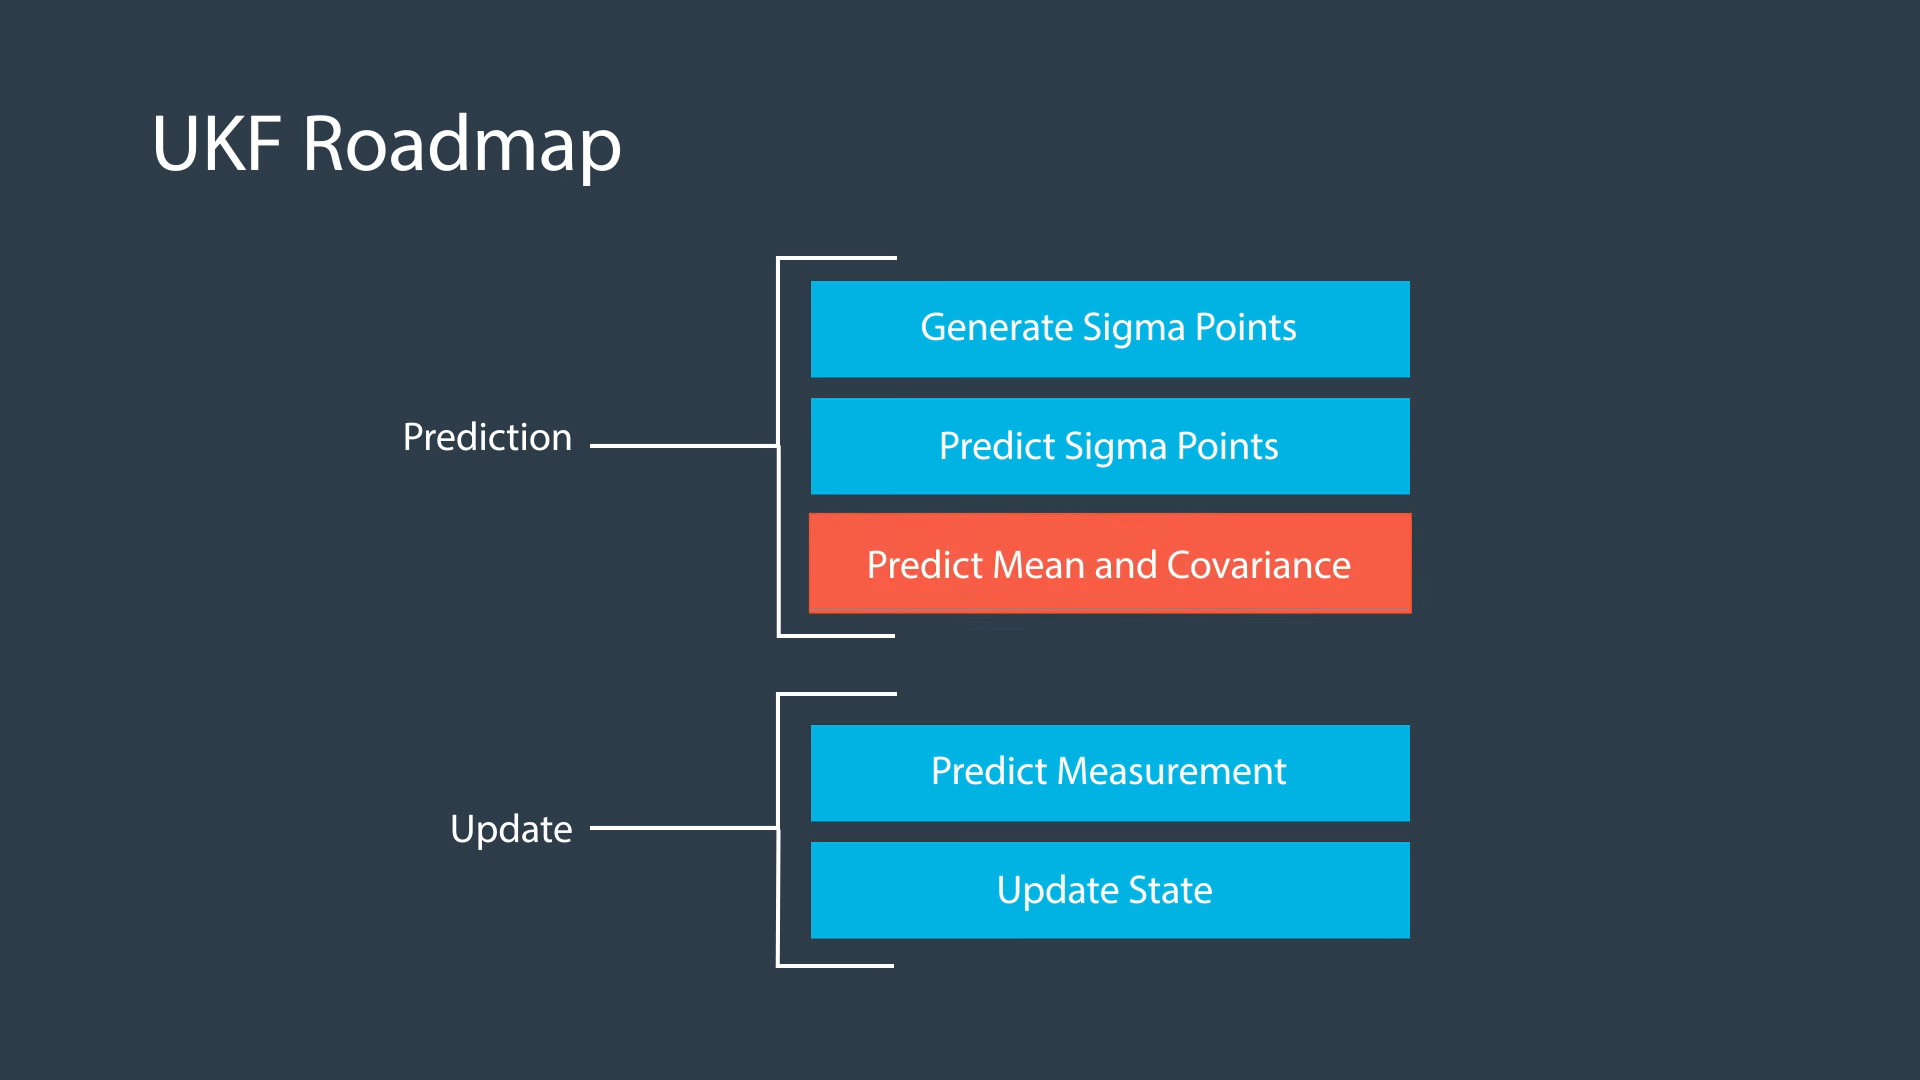 UKF Roadmap
Prediction
Generate Sigma Points
Predict Sigma Points
Predict Mean and Covariance
Update
Predict Measurement
Update State